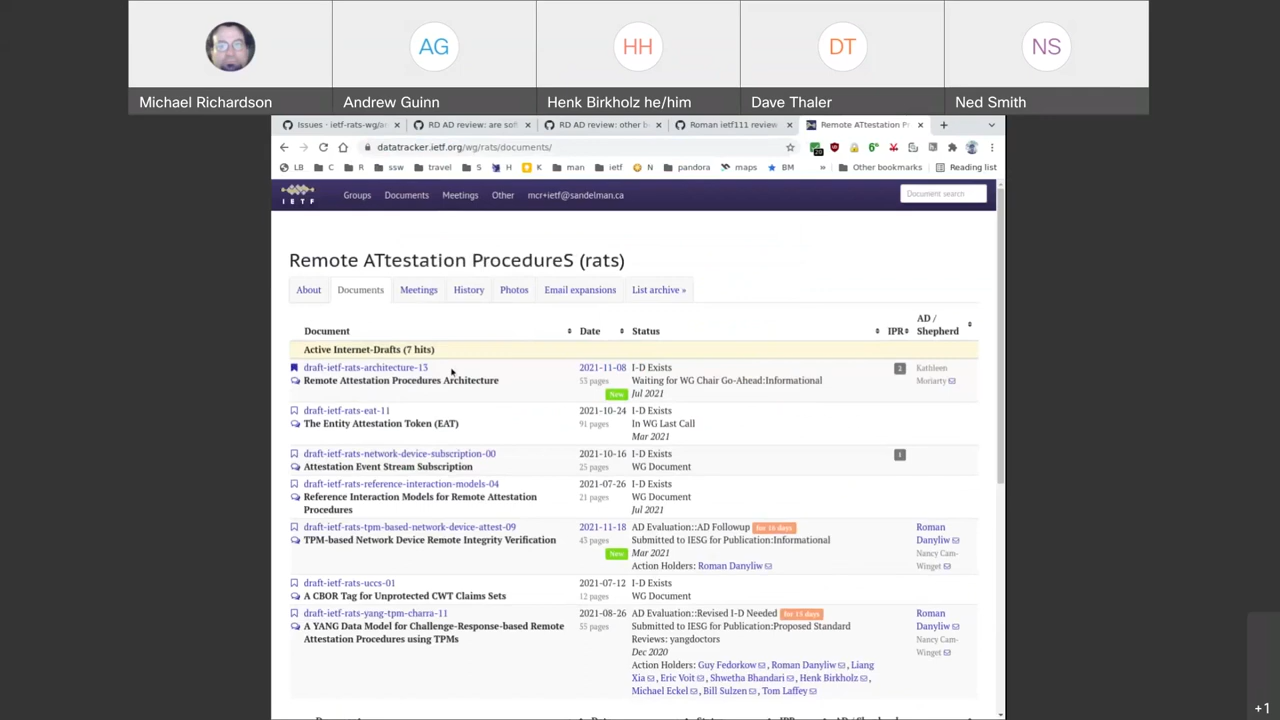 AG
HH
DT
NS
Michael Richardson
Andrew Guinn
Henk Birkholz he/him
Dave Thaler
Ned Smith
Issues · ietf-rats-wg/ar
RD AD review: are sof
RD AD review: other b
Roman ietf111 review
Remote ATtestation P
datatracker.ietf.org/wg/rats/documents/
20
6
LB
C
R
ssw
travel
S
H
K
man
ietf
N
pandora
maps
BM
»
Other bookmarks
Reading list
IETF
Groups
Documents
Meetings
Other
mcr+ietf@sandelman.ca
Document search
Remote ATtestation ProcedureS (rats)
About
Documents
Meetings
History
Photos
Email expansions
List archive »
Document
Date
Status
IPR
AD /
Shepherd
Active Internet-Drafts (7 hits)
draft-ietf-rats-architecture-13
Remote Attestation Procedures Architecture
2021-11-08
53 pages
New
I-D Exists
Waiting for WG Chair Go-Ahead:Informational
Jul 2021
2
Kathleen
Moriarty
draft-ietf-rats-eat-11
The Entity Attestation Token (EAT)
2021-10-24
91 pages
I-D Exists
In WG Last Call
Mar 2021
draft-ietf-rats-network-device-subscription-00
Attestation Event Stream Subscription
2021-10-16
25 pages
I-D Exists
WG Document
1
draft-ietf-rats-reference-interaction-models-04
Reference Interaction Models for Remote Attestation
Procedures
2021-07-26
21 pages
I-D Exists
WG Document
Jul 2021
draft-ietf-rats-tpm-based-network-device-attest-09
TPM-based Network Device Remote Integrity Verification
2021-11-18
43 pages
New
AD Evaluation::AD Followup for 16 days
Submitted to IESG for Publication:Informational
Mar 2021
Action Holders: Roman Danyliw
Roman
Danyliw
Nancy Cam-
Winget
draft-ietf-rats-uccs-01
A CBOR Tag for Unprotected CWT Claims Sets
2021-07-12
12 pages
I-D Exists
WG Document
draft-ietf-rats-yang-tpm-charra-11
A YANG Data Model for Challenge-Response-based Remote
Attestation Procedures using TPMs
2021-08-26
55 pages
AD Evaluation::Revised I-D Needed for 15 days
Submitted to IESG for Publication:Proposed Standard
Reviews: yangdoctors
Dec 2020
Action Holders: Guy Fedorkow, Roman Danyliw, Liang
Xia, Eric Voit, Shwetha Bhandari, Henk Birkholz,
Michael Eckel, Bill Sulzen, Tom Laffey
Roman
Danyliw
Nancy Cam-
Winget
+1